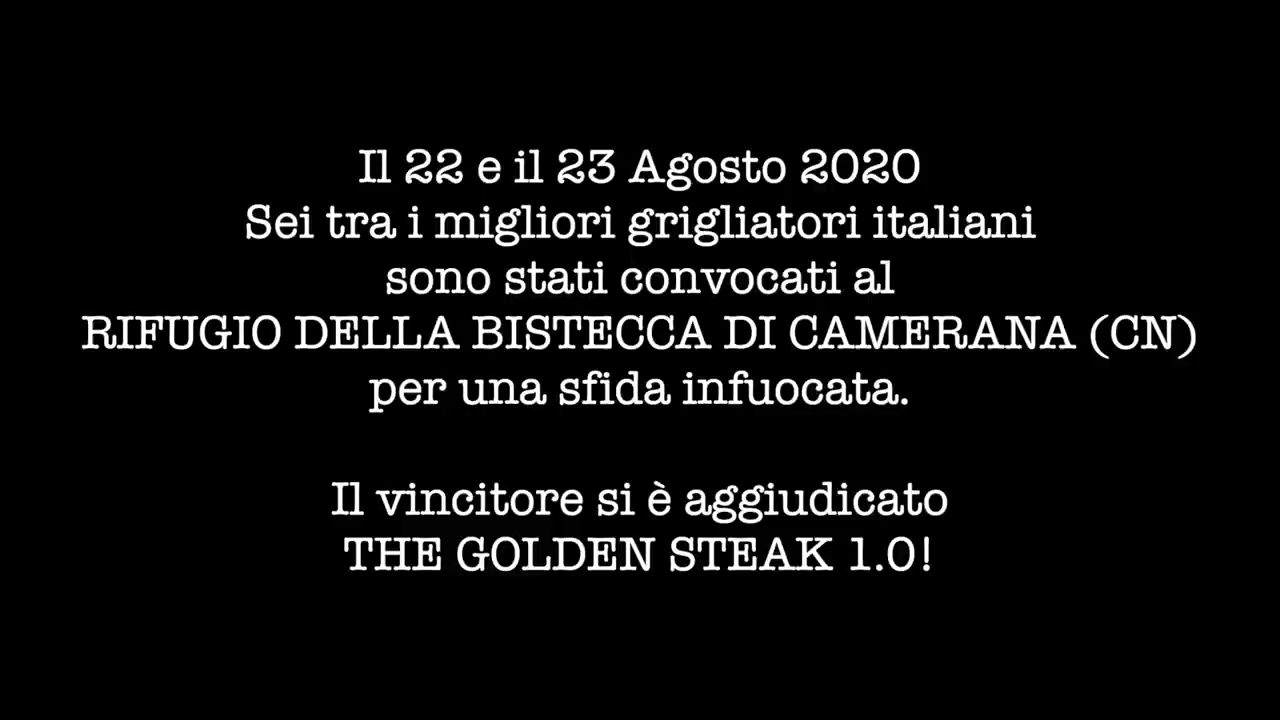 Il 22 e il 23 Agosto 2020
Sei tra i migliori grigliatori italiani
sono stati convocati al
RIFUGIO DELLA BISTECCA DI CAMERANA (CN)
per una sfida infuocata.
Il vincitore si è aggiudicato
THE GOLDEN STEAK 1.0!